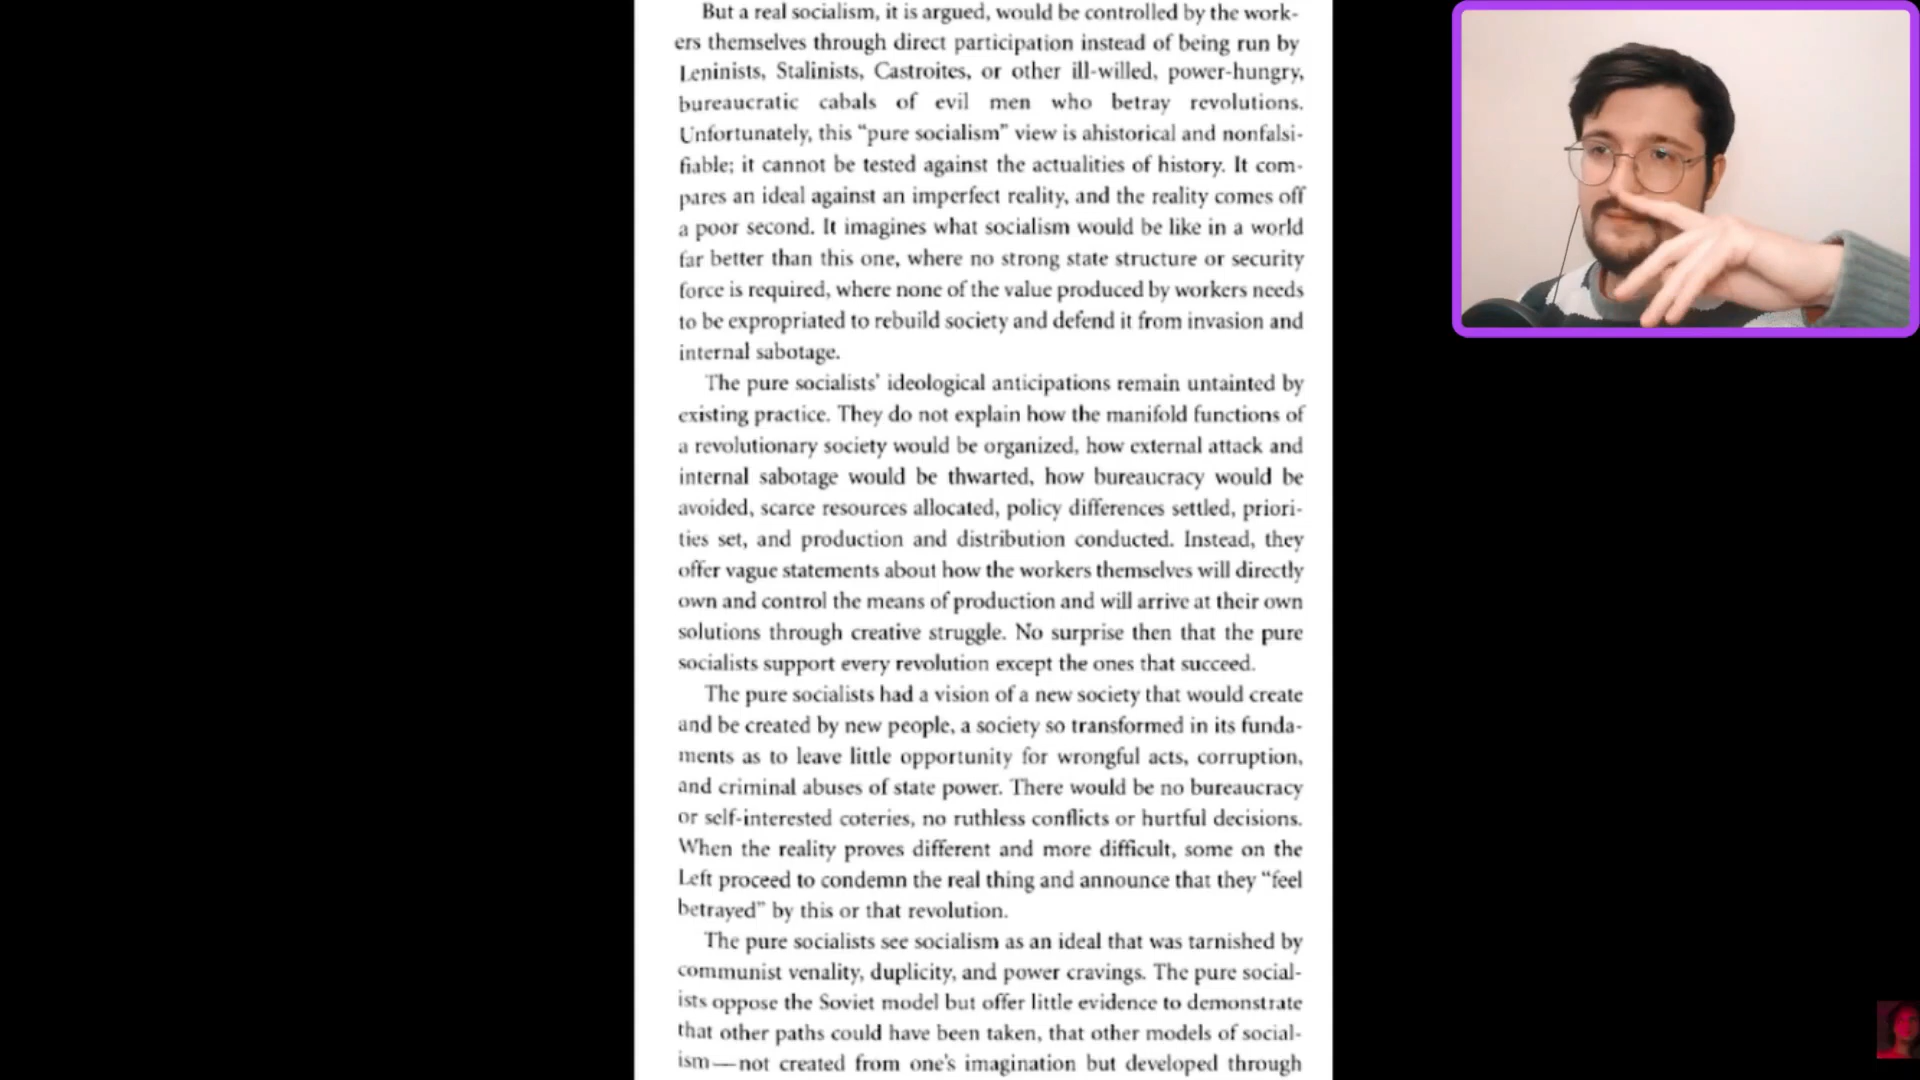 But a real socialism, it is argued, would be controlled by the work-
ers themselves through direct participation instead of being run by
Leninists, Stalinists, Castroites, or other ill-willed, power-hungry,
bureaucratic cabals of evil men who betray revolutions.
Unfortunately, this “pure socialism” view is ahistorical and nonfalsi-
fiable; it cannot be tested against the actualities of history. It com-
pares an ideal against an imperfect reality, and the reality comes off
a poor second. It imagines what socialism would be like in a world
far better than this one, where no strong state structure or security
force is required, where none of the value produced by workers needs
to be expropriated to rebuild society and defend it from invasion and
internal sabotage.
The pure socialists’ ideological anticipations remain untainted by
existing practice. They do not explain how the manifold functions of
a revolutionary society would be organized, how external attack and
internal sabotage would be thwarted, how bureaucracy would be
avoided, scarce resources allocated, policy differences settled, priori-
ties set, and production and distribution conducted. Instead, they
offer vague statements about how the workers themselves will directly
own and control the means of production and will arrive at their own
solutions through creative struggle. No surprise then that the pure
socialists support every revolution except the ones that succeed.
The pure socialists had a vision of a new society that would create
and be created by new people, a society so transformed in its funda-
ments as to leave little opportunity for wrongful acts, corruption,
and criminal abuses of state power. There would be no bureaucracy
or self-interested coteries, no ruthless conflicts or hurtful decisions.
When the reality proves different and more difficult, some on the
Left proceed to condemn the real thing and announce that they “feel
betrayed” by this or that revolution.
The pure socialists see socialism as an ideal that was tarnished by
communist venality, duplicity, and power cravings. The pure social-
ists oppose the Soviet model but offer little evidence to demonstrate
that other paths could have been taken, that other models of social-
ism—not created from one’s imagination but developed through